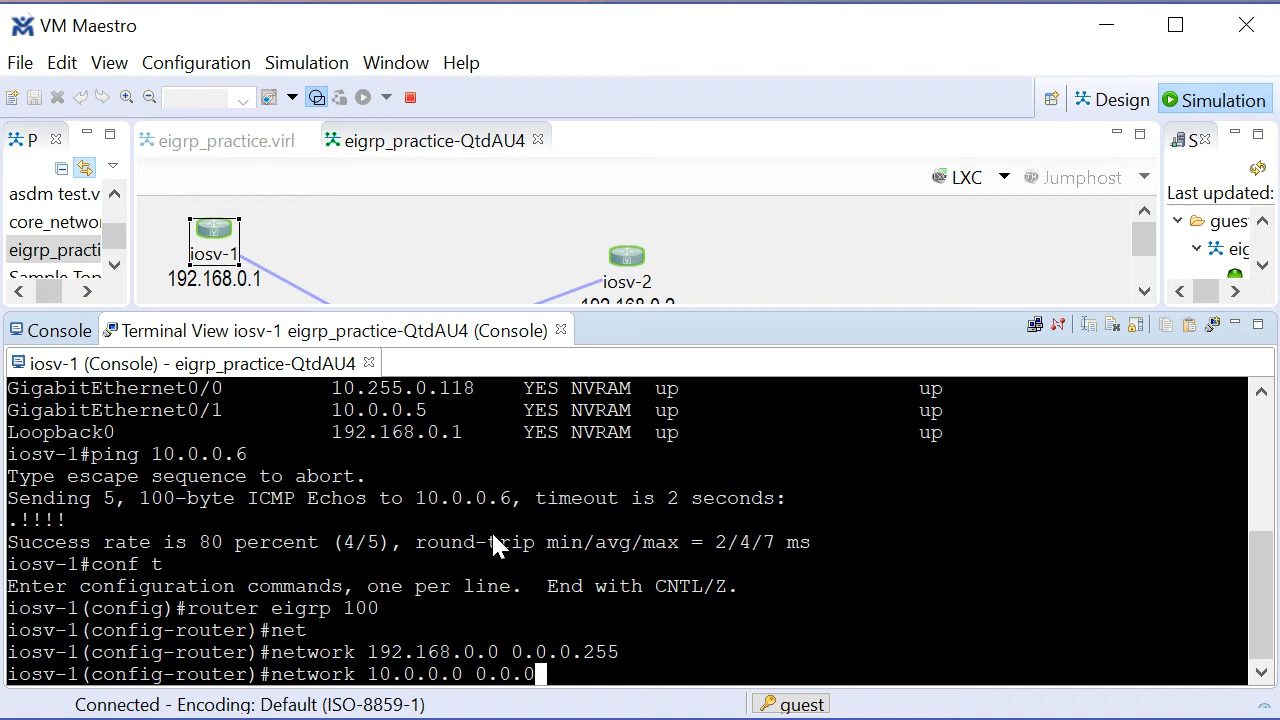 VM Maestro
File Edit View Configuration Simulation Window Help
Design Simulation
P eigrp_practice.virl eigrp_practice-QtdAU4 S
LXC Jumphost
asdm test.v
core_networ
eigrp_practi
Sample Top
Last updated:
guest
eig
iosv-1
192.168.0.1
iosv-2
192.168.0.2
Console Terminal View iosv-1 eigrp_practice-QtdAU4 (Console)
iosv-1 (Console) - eigrp_practice-QtdAU4
GigabitEthernet0/0 10.255.0.118 YES NVRAM up up
GigabitEthernet0/1 10.0.0.5 YES NVRAM up up
Loopback0 192.168.0.1 YES NVRAM up up
iosv-1#ping 10.0.0.6
Type escape sequence to abort.
Sending 5, 100-byte ICMP Echos to 10.0.0.6, timeout is 2 seconds:
.!!!!
Success rate is 80 percent (4/5), round-trip min/avg/max = 2/4/7 ms
iosv-1#conf t
Enter configuration commands, one per line. End with CNTL/Z.
iosv-1(config)#router eigrp 100
iosv-1(config-router)#net
iosv-1(config-router)#network 192.168.0.0 0.0.0.255
iosv-1(config-router)#network 10.0.0.0 0.0.0
Connected - Encoding: Default (ISO-8859-1) guest